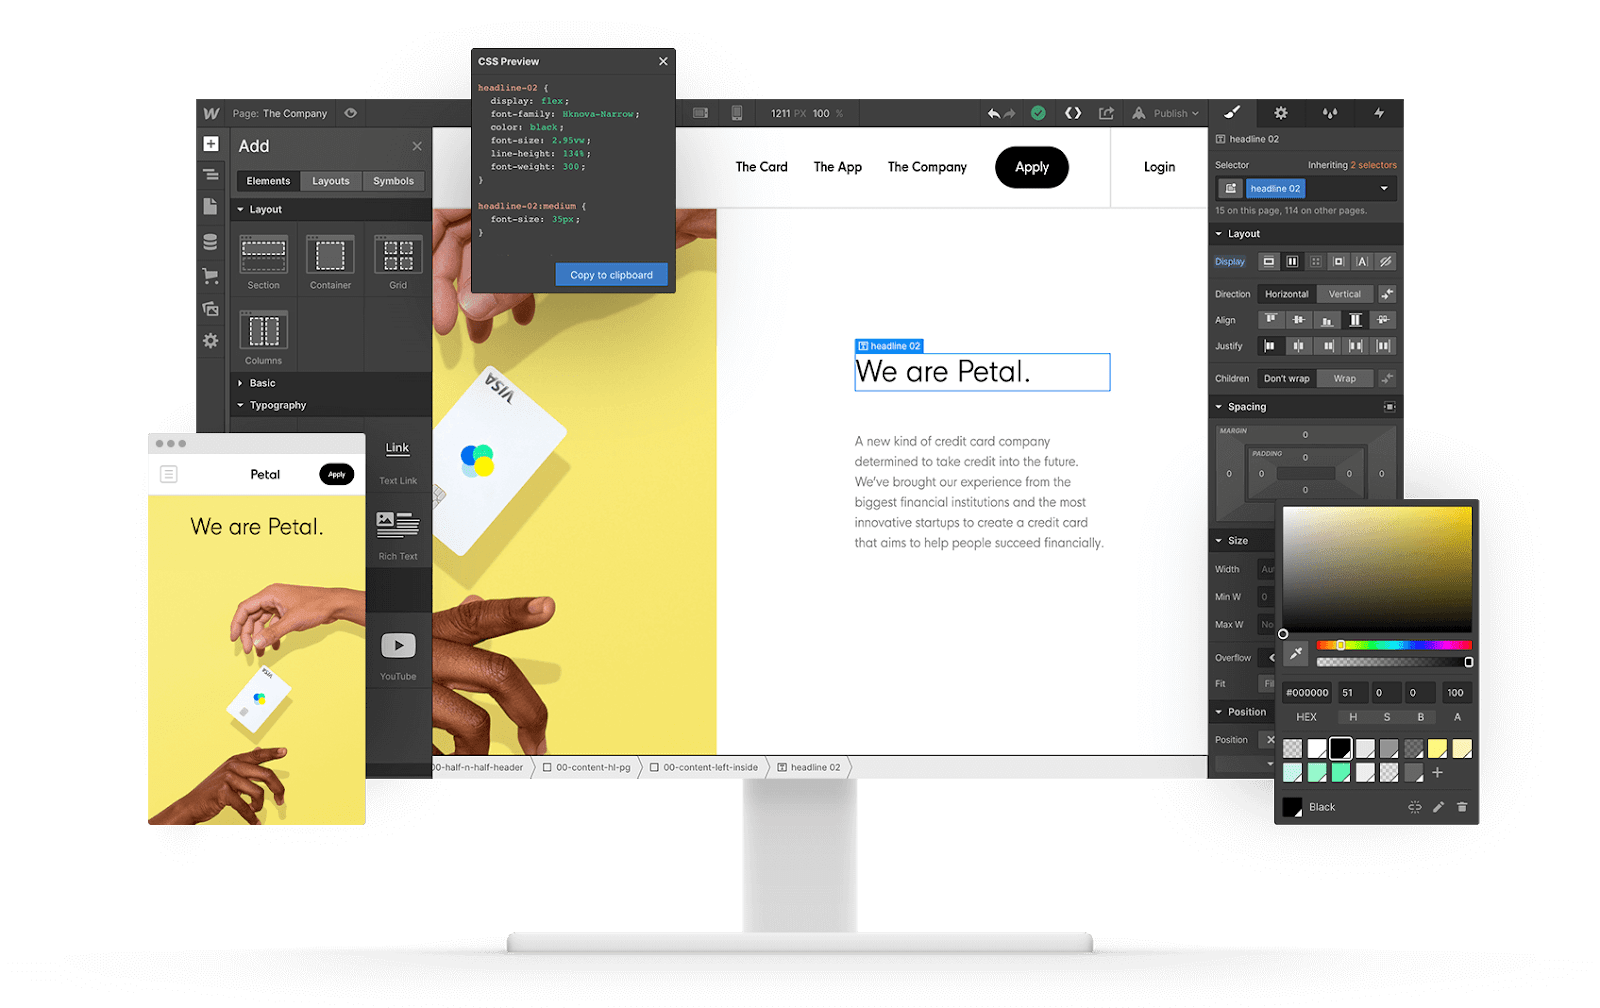 CSS Preview
headline-02 {
display: flex;
font-family: Hknova-Narrow;
color: black;
font-size: 2.95vw;
line-height: 134%;
font-weight: 300;
}
headline-02:medium {
font-size: 35px;
}
Copy to clipboard
W
Page: The Company
1211 PX 100 %
Publish
Add
Elements Layouts Symbols
Layout
Section Container Grid
Columns
Basic
Typography
Link
Text Link
Rich Text
YouTube
The Card The App The Company Apply Login
VISA
headline 02
We are Petal.
A new kind of credit card company
determined to take credit into the future.
We've brought our experience from the
biggest financial institutions and the most
innovative startups to create a credit card
that aims to help people succeed financially.
00-half-n-half-header 00-content-hl-pg 00-content-left-inside headline 02
Petal Apply
We are Petal.
VISA
headline 02
Selector Inheriting 2 selectors
headline 02
15 on this page, 114 on other pages.
Layout
Display
Direction Horizontal Vertical
Align
Justify
Children Don't wrap Wrap
Spacing
MARGIN
0
PADDING
0
0 0 0 0
0
Size
Width
Min W 0
Max W
Overflow
Fit
Position
Position
#000000 51 0 0 100
HEX H S B A
Black